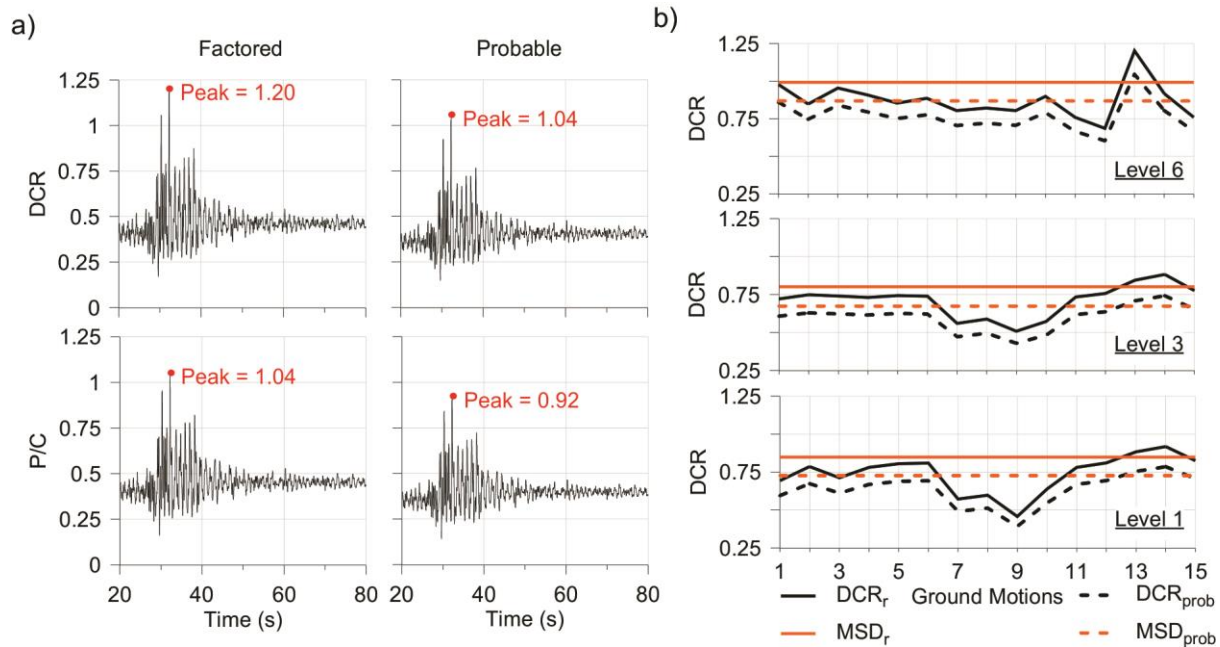 a)
Factored
Probable
DCR
1.25
1
0.75
0.5
0.25
0
Peak = 1.20
Peak = 1.04
P/C
1.25
1
0.75
0.5
0.25
0
Peak = 1.04
Peak = 0.92
20 40 60 80
20 40 60 80
Time (s)
Time (s)
b)
DCR
1.25
0.75
0.25
Level 6
DCR
1.25
0.75
0.25
Level 3
DCR
1.25
0.75
0.25
Level 1
1 3 5 7 9 11 13 15
DCRr Ground Motions DCRprob
MSDr MSDprob